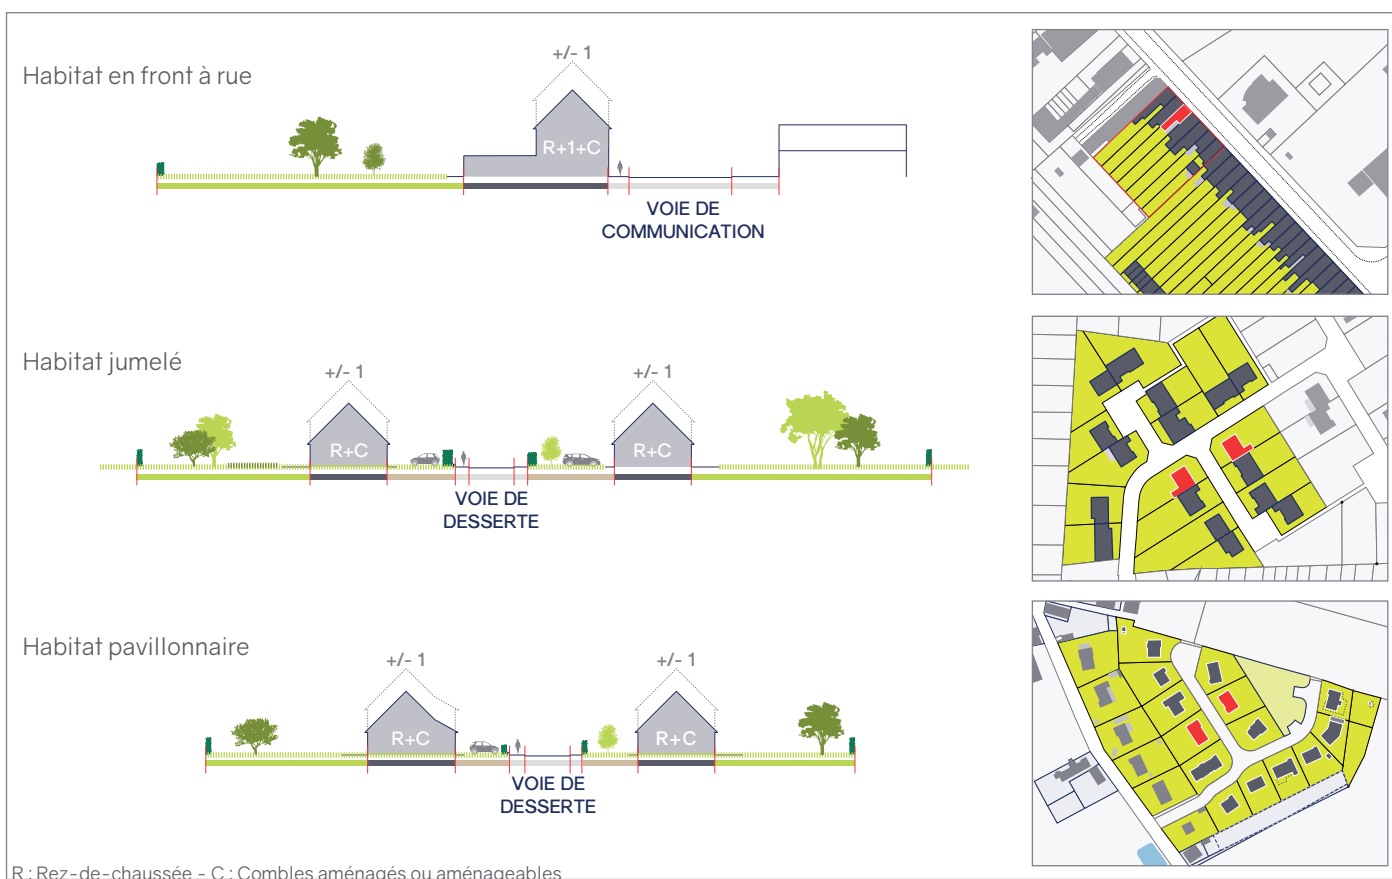 Habitat en front à rue
+/- 1
R+1+C
VOIE DE
COMMUNICATION
Habitat jumelé
+/- 1
+/- 1
R+C
R+C
VOIE DE
DESSERTE
Habitat pavillonnaire
+/- 1
+/- 1
R+C
R+C
VOIE DE
DESSERTE
R : Rez-de-chaussée - C : Combles aménagés ou aménageables